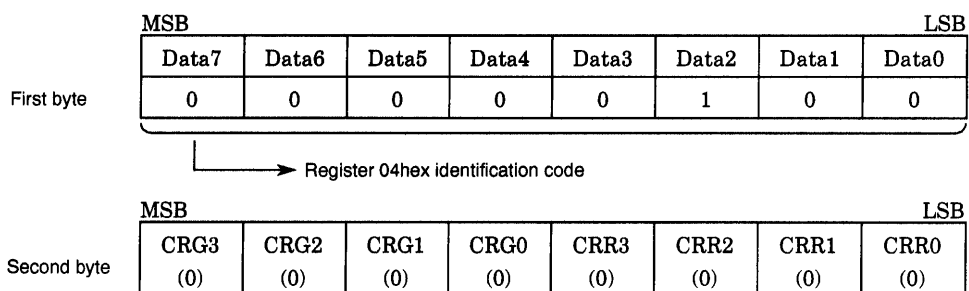 MSB LSB
Data7 Data6 Data5 Data4 Data3 Data2 Data1 Data0
First byte 0 0 0 0 0 1 0 0
Register 04hex identification code
MSB LSB
CRG3 CRG2 CRG1 CRG0 CRR3 CRR2 CRR1 CRR0
Second byte (0) (0) (0) (0) (0) (0) (0) (0)